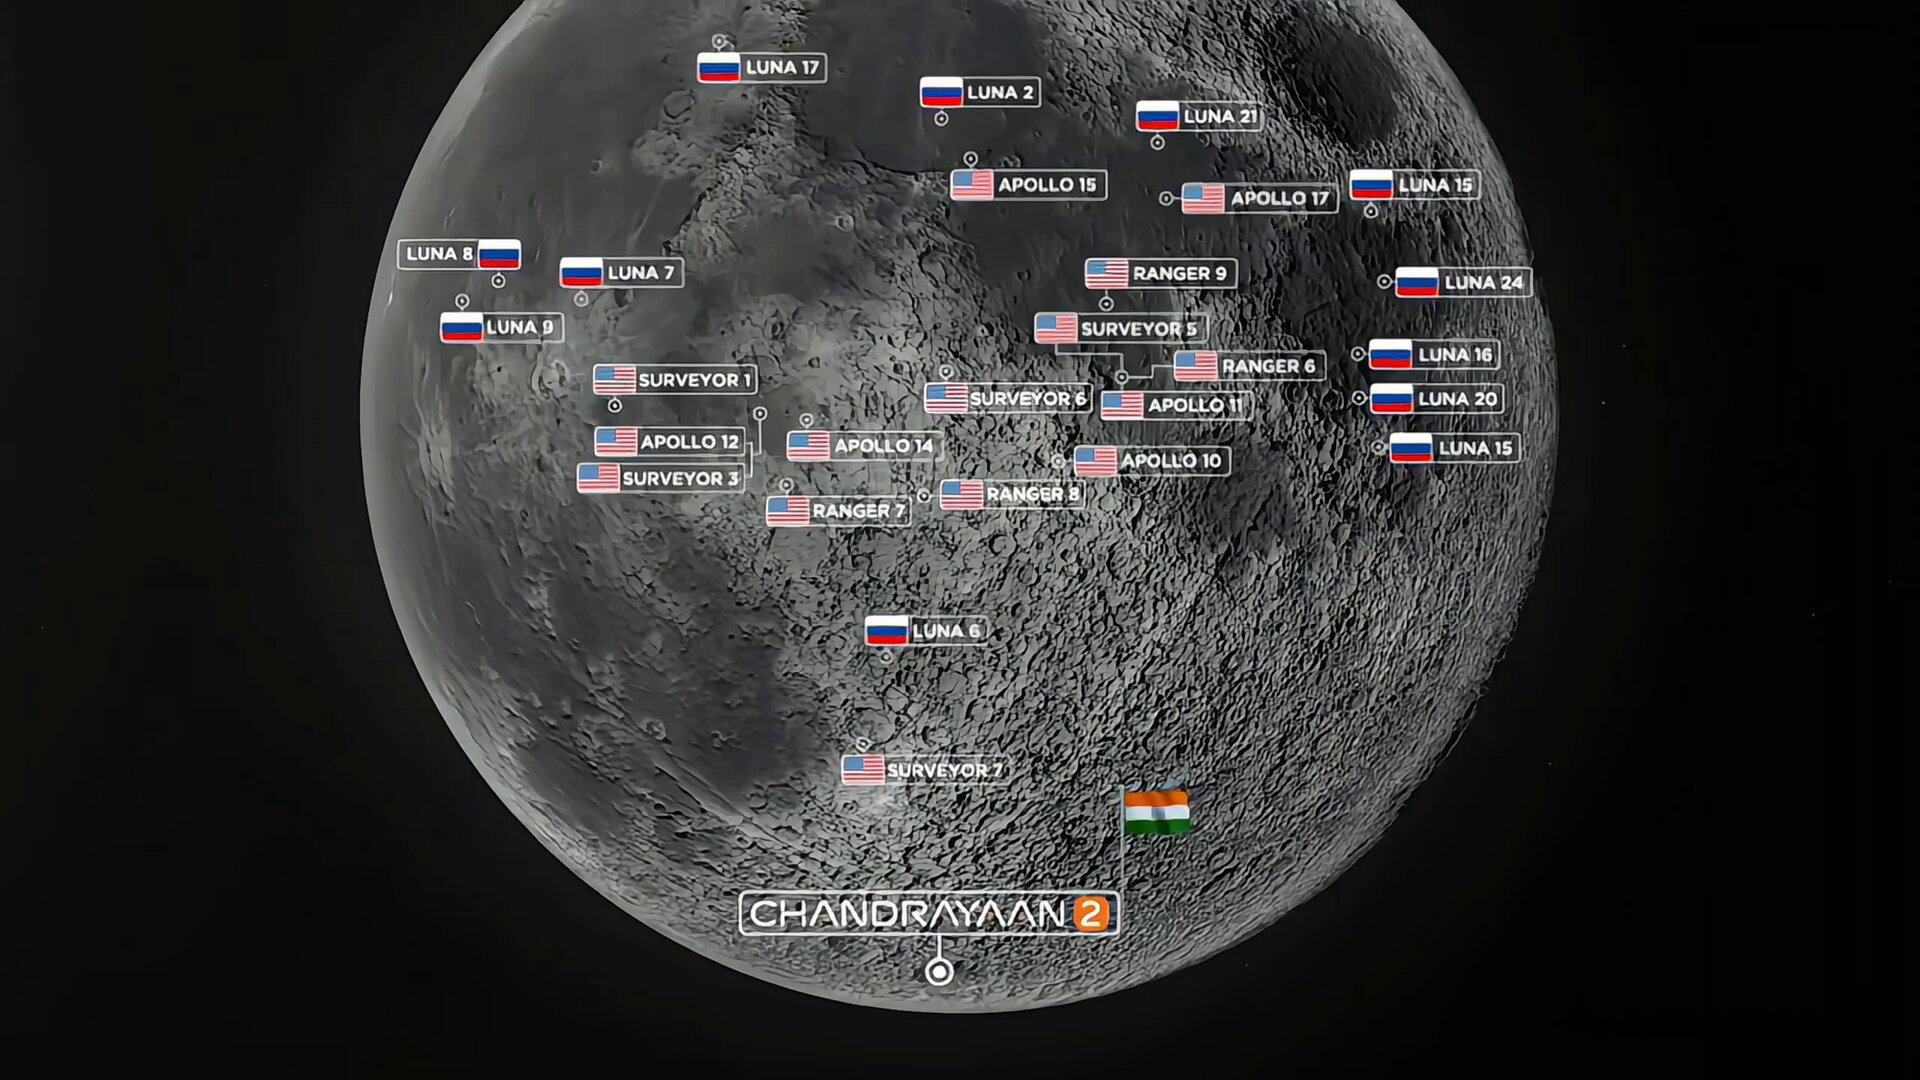 LUNA 17
LUNA 2
LUNA 21
APOLLO 15
APOLLO 17
LUNA 15
LUNA 8
LUNA 7
RANGER 9
LUNA 24
LUNA 9
SURVEYOR 5
LUNA 16
RANGER 6
SURVEYOR 1
SURVEYOR 6
APOLLO 11
LUNA 20
APOLLO 12
APOLLO 14
LUNA 15
APOLLO 10
SURVEYOR 3
RANGER 8
RANGER 7
LUNA 6
SURVEYOR 7
CHANDRAYAAN 2